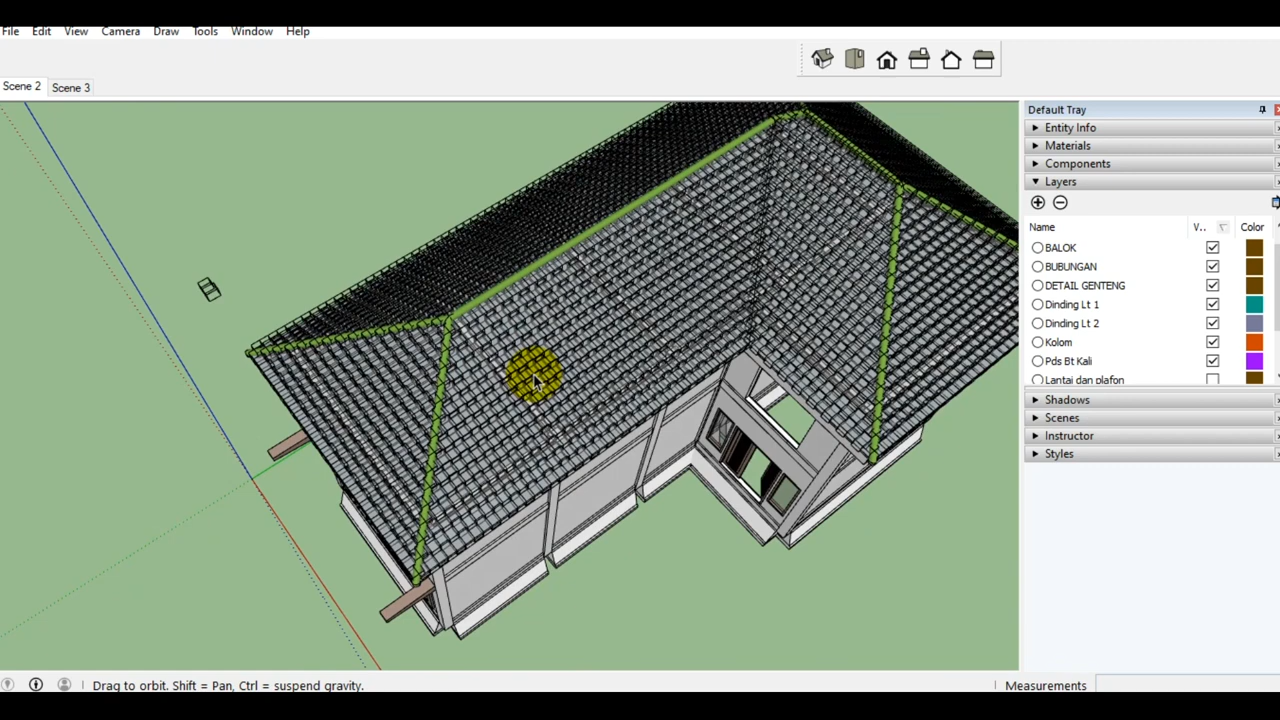 File Edit View Camera Draw Tools Window Help
Scene 2 Scene 3
Default Tray
Entity Info
Materials
Components
Layers
Name V.. Color
BALOK
BUBUNGAN
DETAIL GENTENG
Dinding Lt 1
Dinding Lt 2
Kolom
Pds Bt Kali
Lantai dan plafon
Shadows
Scenes
Instructor
Styles
Drag to orbit. Shift = Pan, Ctrl = suspend gravity.
Measurements